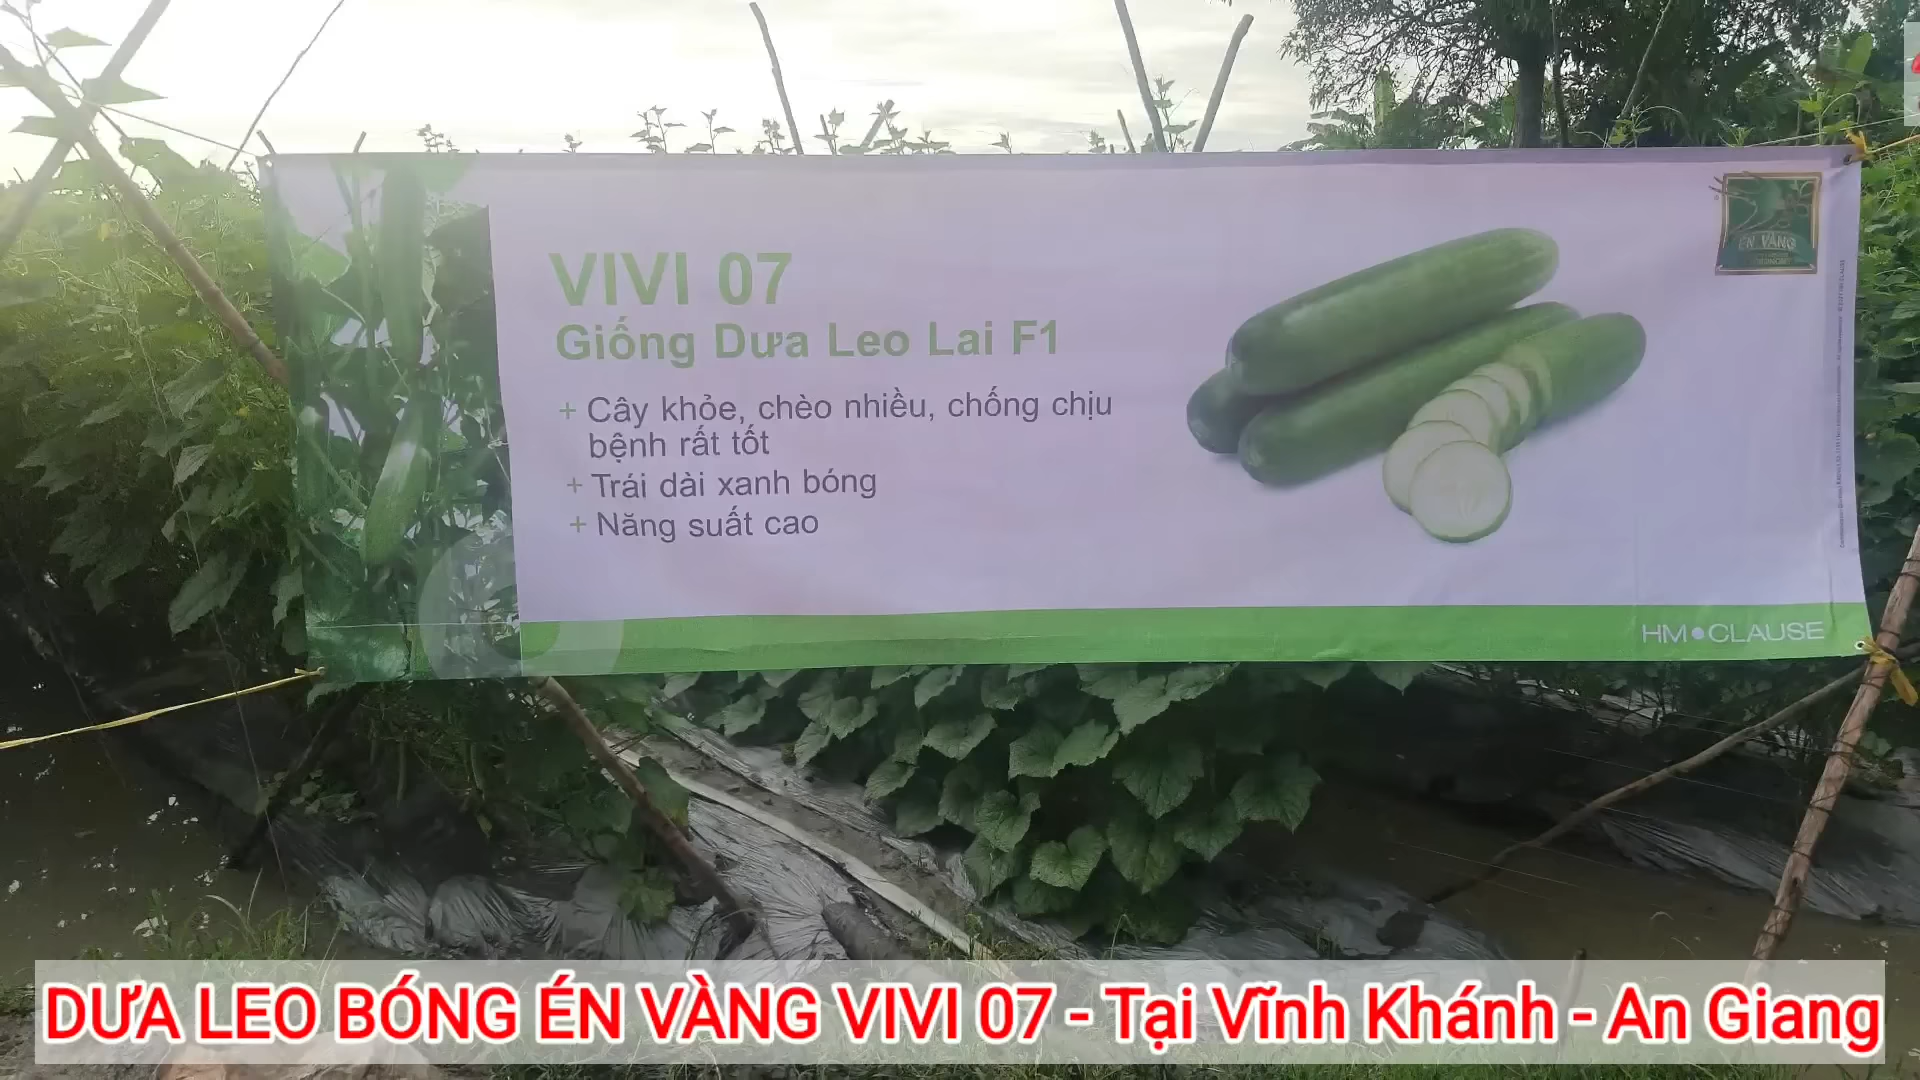 ÉN VÀNG
VIVI 07
Giống Dưa Leo Lai F1
+ Cây khỏe, chèo nhiều, chống chịu
bệnh rất tốt
+ Trái dài xanh bóng
+ Năng suất cao
HM•CLAUSE
DƯA LEO BÓNG ÉN VÀNG VIVI 07 - Tại Vĩnh Khánh - An Giang